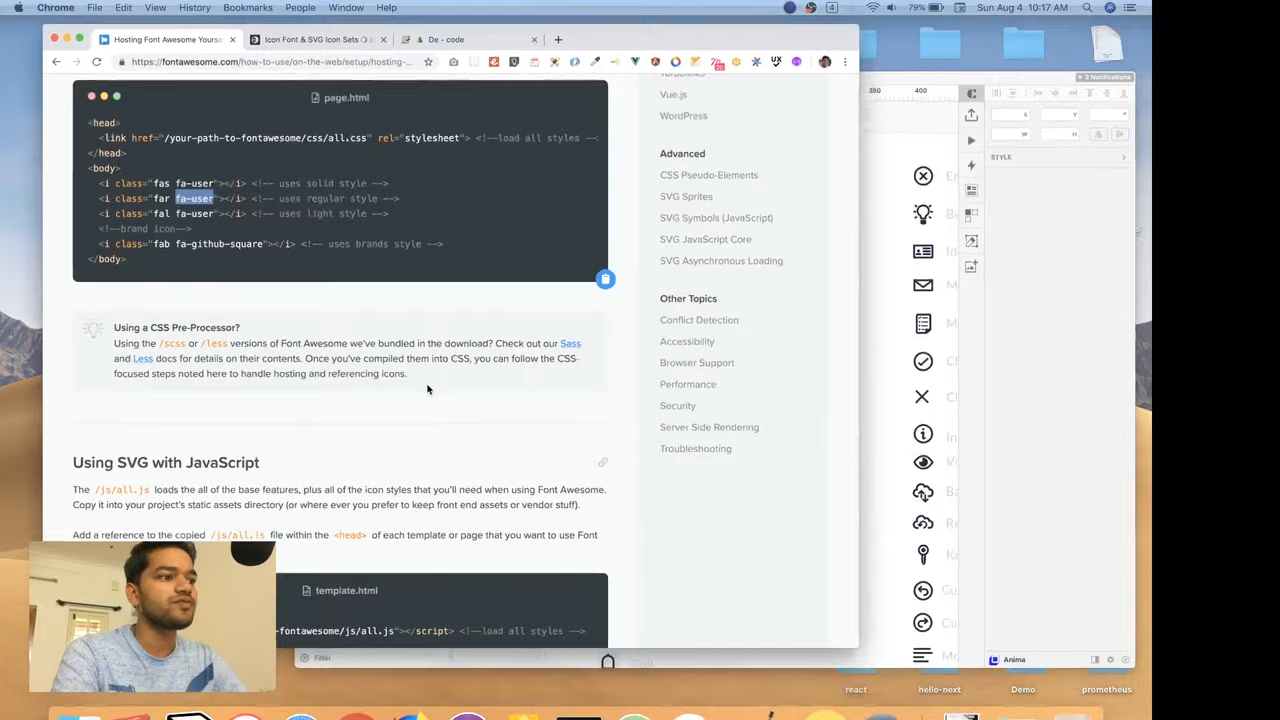 Chrome File Edit View History Bookmarks People Window Help
4 79% Sun Aug 4 10:17 AM
Hosting Font Awesome Yourse × Icon Font & SVG Icon Sets × De - code × +
https://fontawesome.com/how-to-use/on-the-web/setup/hosting-...
page.html
<head>
<link href="/your-path-to-fontawesome/css/all.css" rel="stylesheet"> <!--load all styles --
</head>
<body>
<i class="fas fa-user"></i> <!-- uses solid style -->
<i class="far fa-user"></i> <!-- uses regular style -->
<i class="fal fa-user"></i> <!-- uses light style -->
<!--brand icon-->
<i class="fab fa-github-square"></i> <!-- uses brands style -->
</body>
Using a CSS Pre-Processor?
Using the /scss or /less versions of Font Awesome we've bundled in the download? Check out our Sass
and Less docs for details on their contents. Once you've compiled them into CSS, you can follow the CSS-
focused steps noted here to handle hosting and referencing icons.
Using SVG with JavaScript
The /js/all.js loads the all of the base features, plus all of the icon styles that you'll need when using Font Awesome.
Copy it into your project's static assets directory (or where ever you prefer to keep front end assets or vendor stuff).
Add a reference to the copied /js/all.js file within the <head> of each template or page that you want to use Font
template.html
-fontawesome/js/all.js"></script> <!--load all styles -->
Turbolinks
Vue.js
WordPress
Advanced
CSS Pseudo-Elements
SVG Sprites
SVG Symbols (JavaScript)
SVG JavaScript Core
SVG Asynchronous Loading
Other Topics
Conflict Detection
Accessibility
Browser Support
Performance
Security
Server Side Rendering
Troubleshooting
2 Notifications
350 400
X Y
W H
STYLE
Filter
Anima
react hello-next Demo prometheus